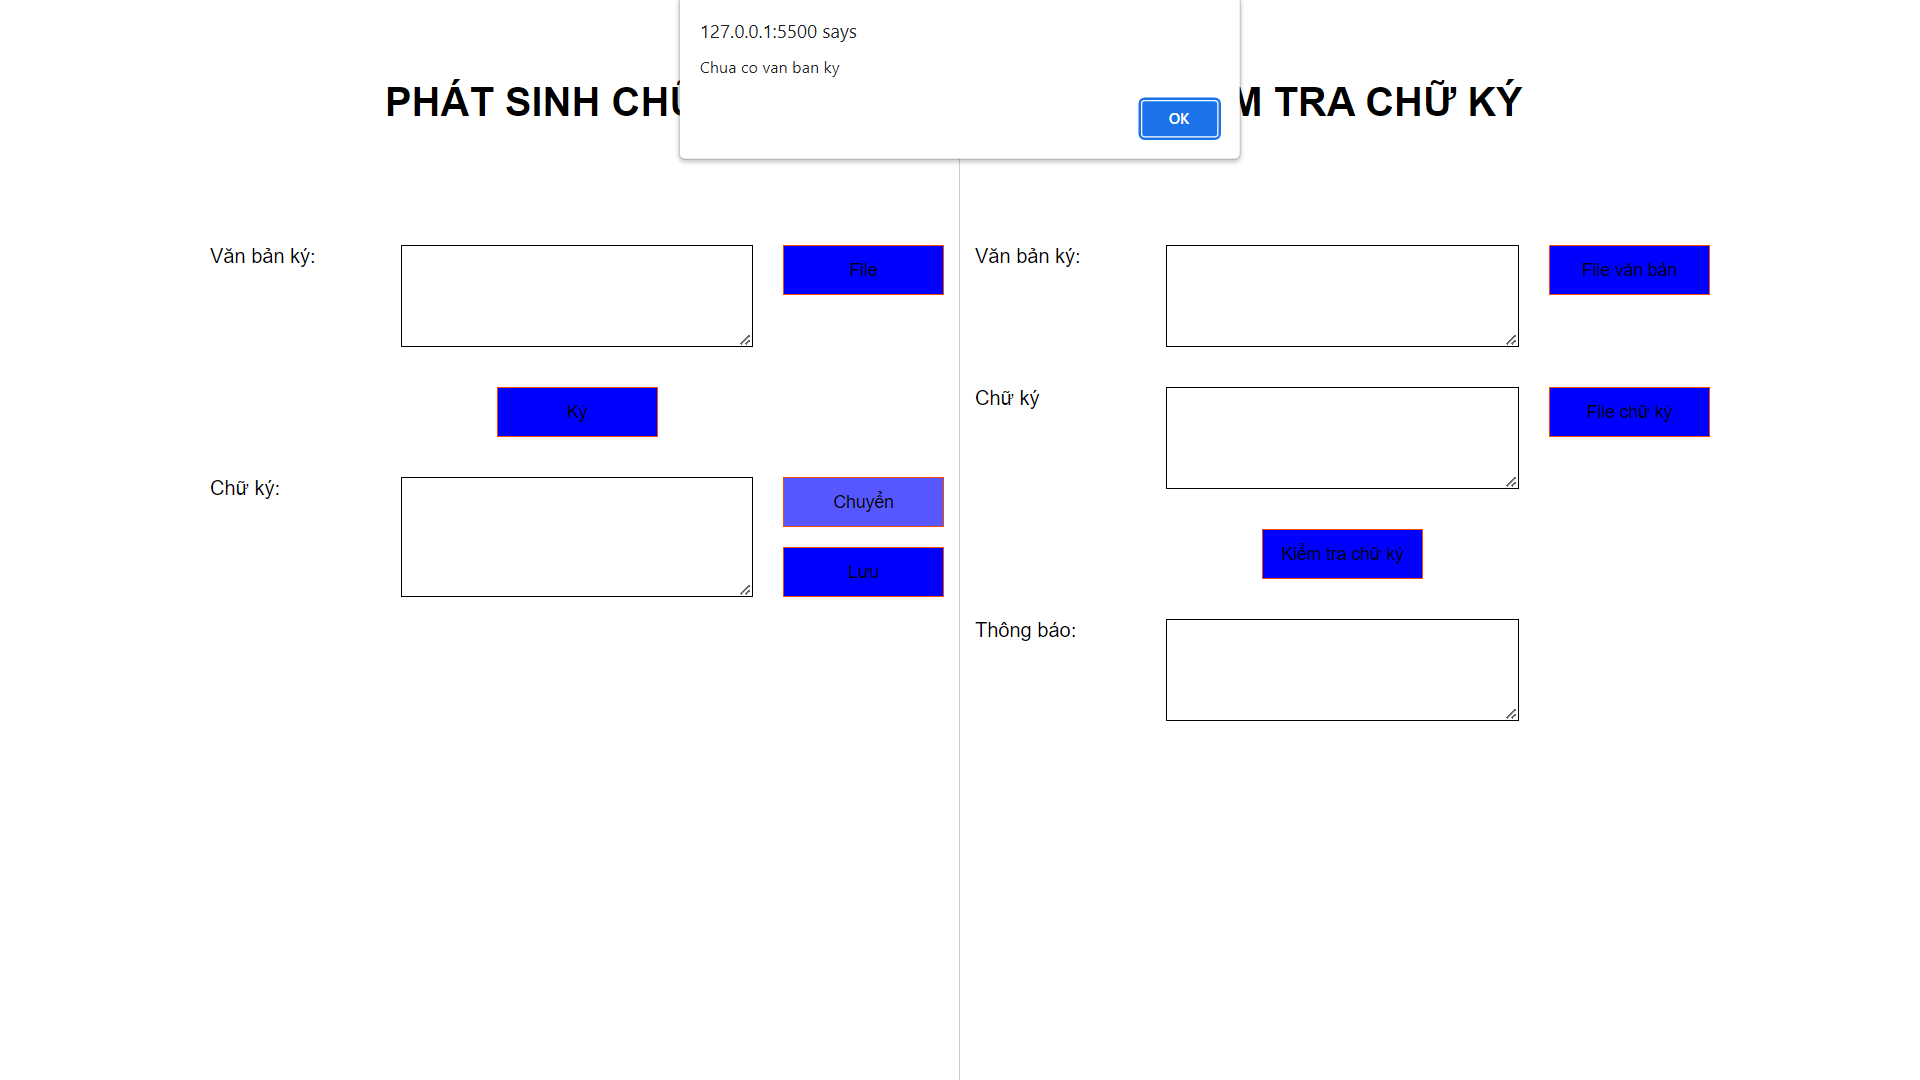 127.0.0.1:5500 says
Chua co van ban ky
OK
PHÁT SINH CHỮ
M TRA CHỮ KÝ
Văn bản ký:
File
Ký
Chữ ký:
Chuyển
Lưu
Văn bản ký:
File văn bản
Chữ ký
File chữ ký
Kiểm tra chữ ký
Thông báo: